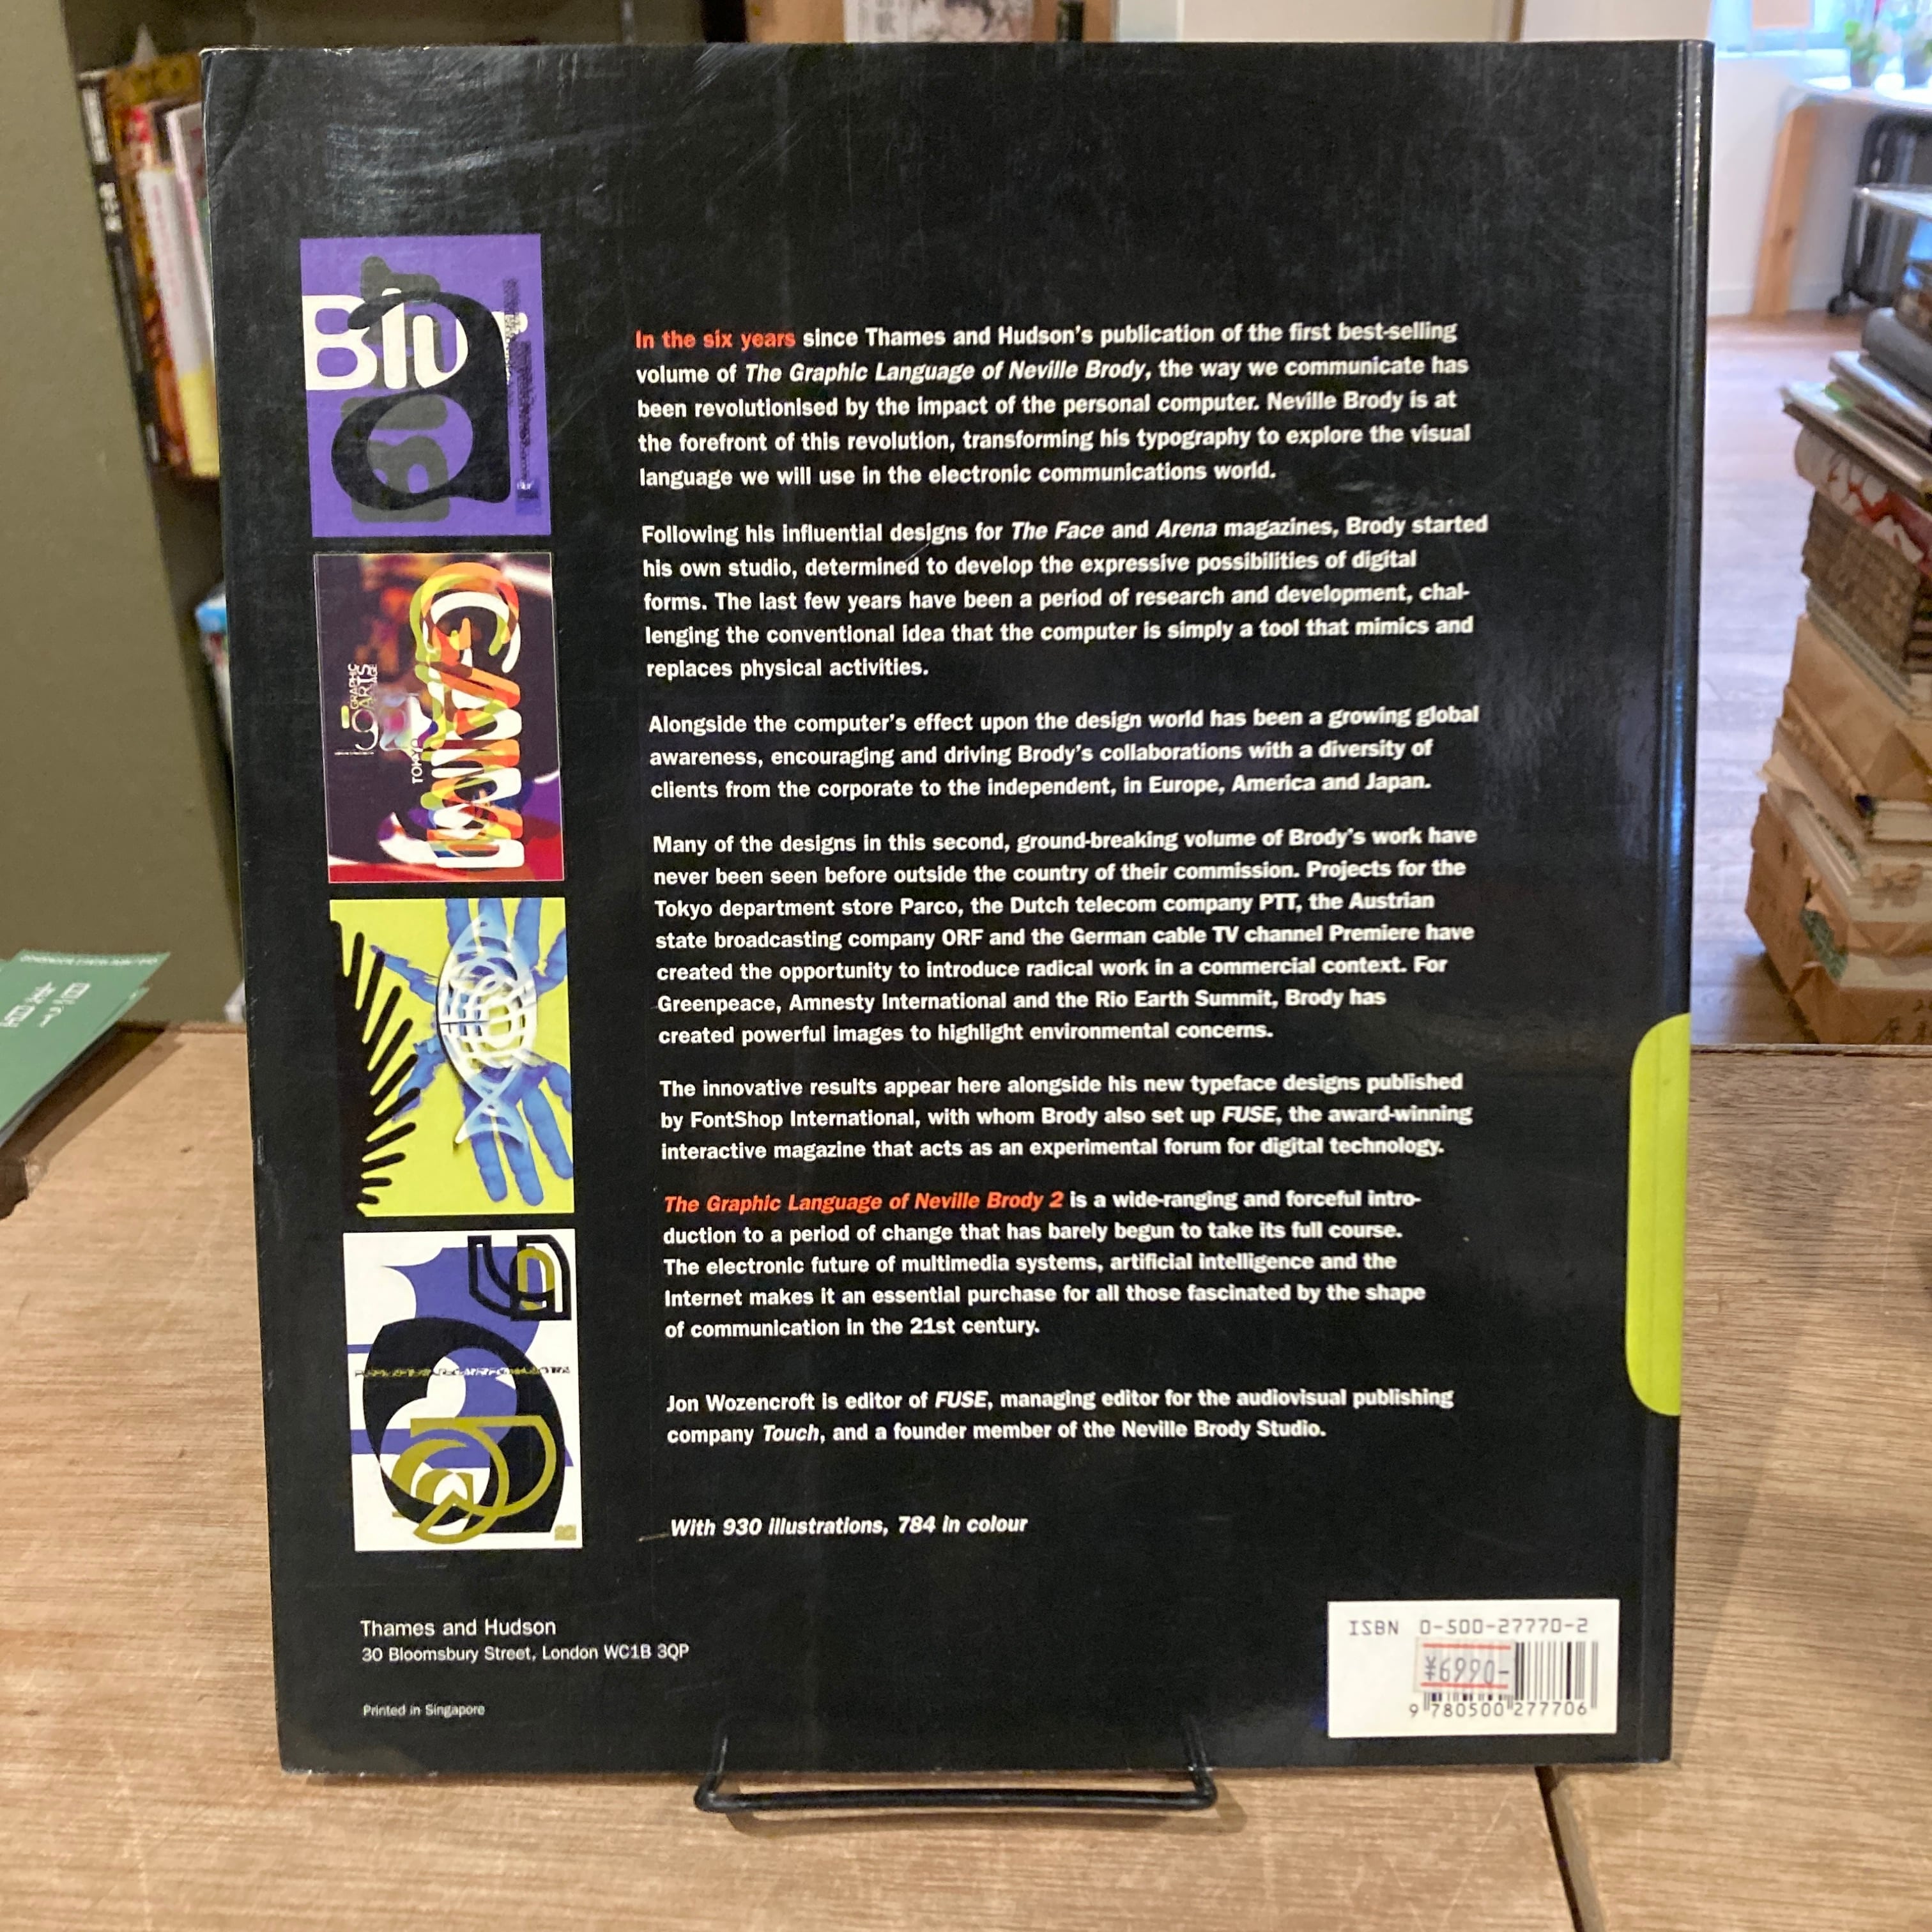 Blur
In the six years since Thames and Hudson's publication of the first best-selling
volume of The Graphic Language of Neville Brody, the way we communicate has
been revolutionised by the impact of the personal computer. Neville Brody is at
the forefront of this revolution, transforming his typography to explore the visual
language we will use in the electronic communications world.
Following his influential designs for The Face and Arena magazines, Brody started
his own studio, determined to develop the expressive possibilities of digital
forms. The last few years have been a period of research and development, chal-
lenging the conventional idea that the computer is simply a tool that mimics and
replaces physical activities.
GRAPHIC
ARTS
TOKYO
Alongside the computer's effect upon the design world has been a growing global
awareness, encouraging and driving Brody's collaborations with a diversity of
clients from the corporate to the independent, in Europe, America and Japan.
Many of the designs in this second, ground-breaking volume of Brody's work have
never been seen before outside the country of their commission. Projects for the
Tokyo department store Parco, the Dutch telecom company PTT, the Austrian
state broadcasting company ORF and the German cable TV channel Premiere have
created the opportunity to introduce radical work in a commercial context. For
Greenpeace, Amnesty International and the Rio Earth Summit, Brody has
created powerful images to highlight environmental concerns.
The innovative results appear here alongside his new typeface designs published
by FontShop International, with whom Brody also set up FUSE, the award-winning
interactive magazine that acts as an experimental forum for digital technology.
The Graphic Language of Neville Brody 2 is a wide-ranging and forceful intro-
duction to a period of change that has barely begun to take its full course.
The electronic future of multimedia systems, artificial intelligence and the
Internet makes it an essential purchase for all those fascinated by the shape
of communication in the 21st century.
Jon Wozencroft is editor of FUSE, managing editor for the audiovisual publishing
company Touch, and a founder member of the Neville Brody Studio.
With 930 illustrations, 784 in colour
Thames and Hudson
30 Bloomsbury Street, London WC1B 3QP
Printed in Singapore
ISBN 0-500-27770-2
¥6990-
9 780500 277706